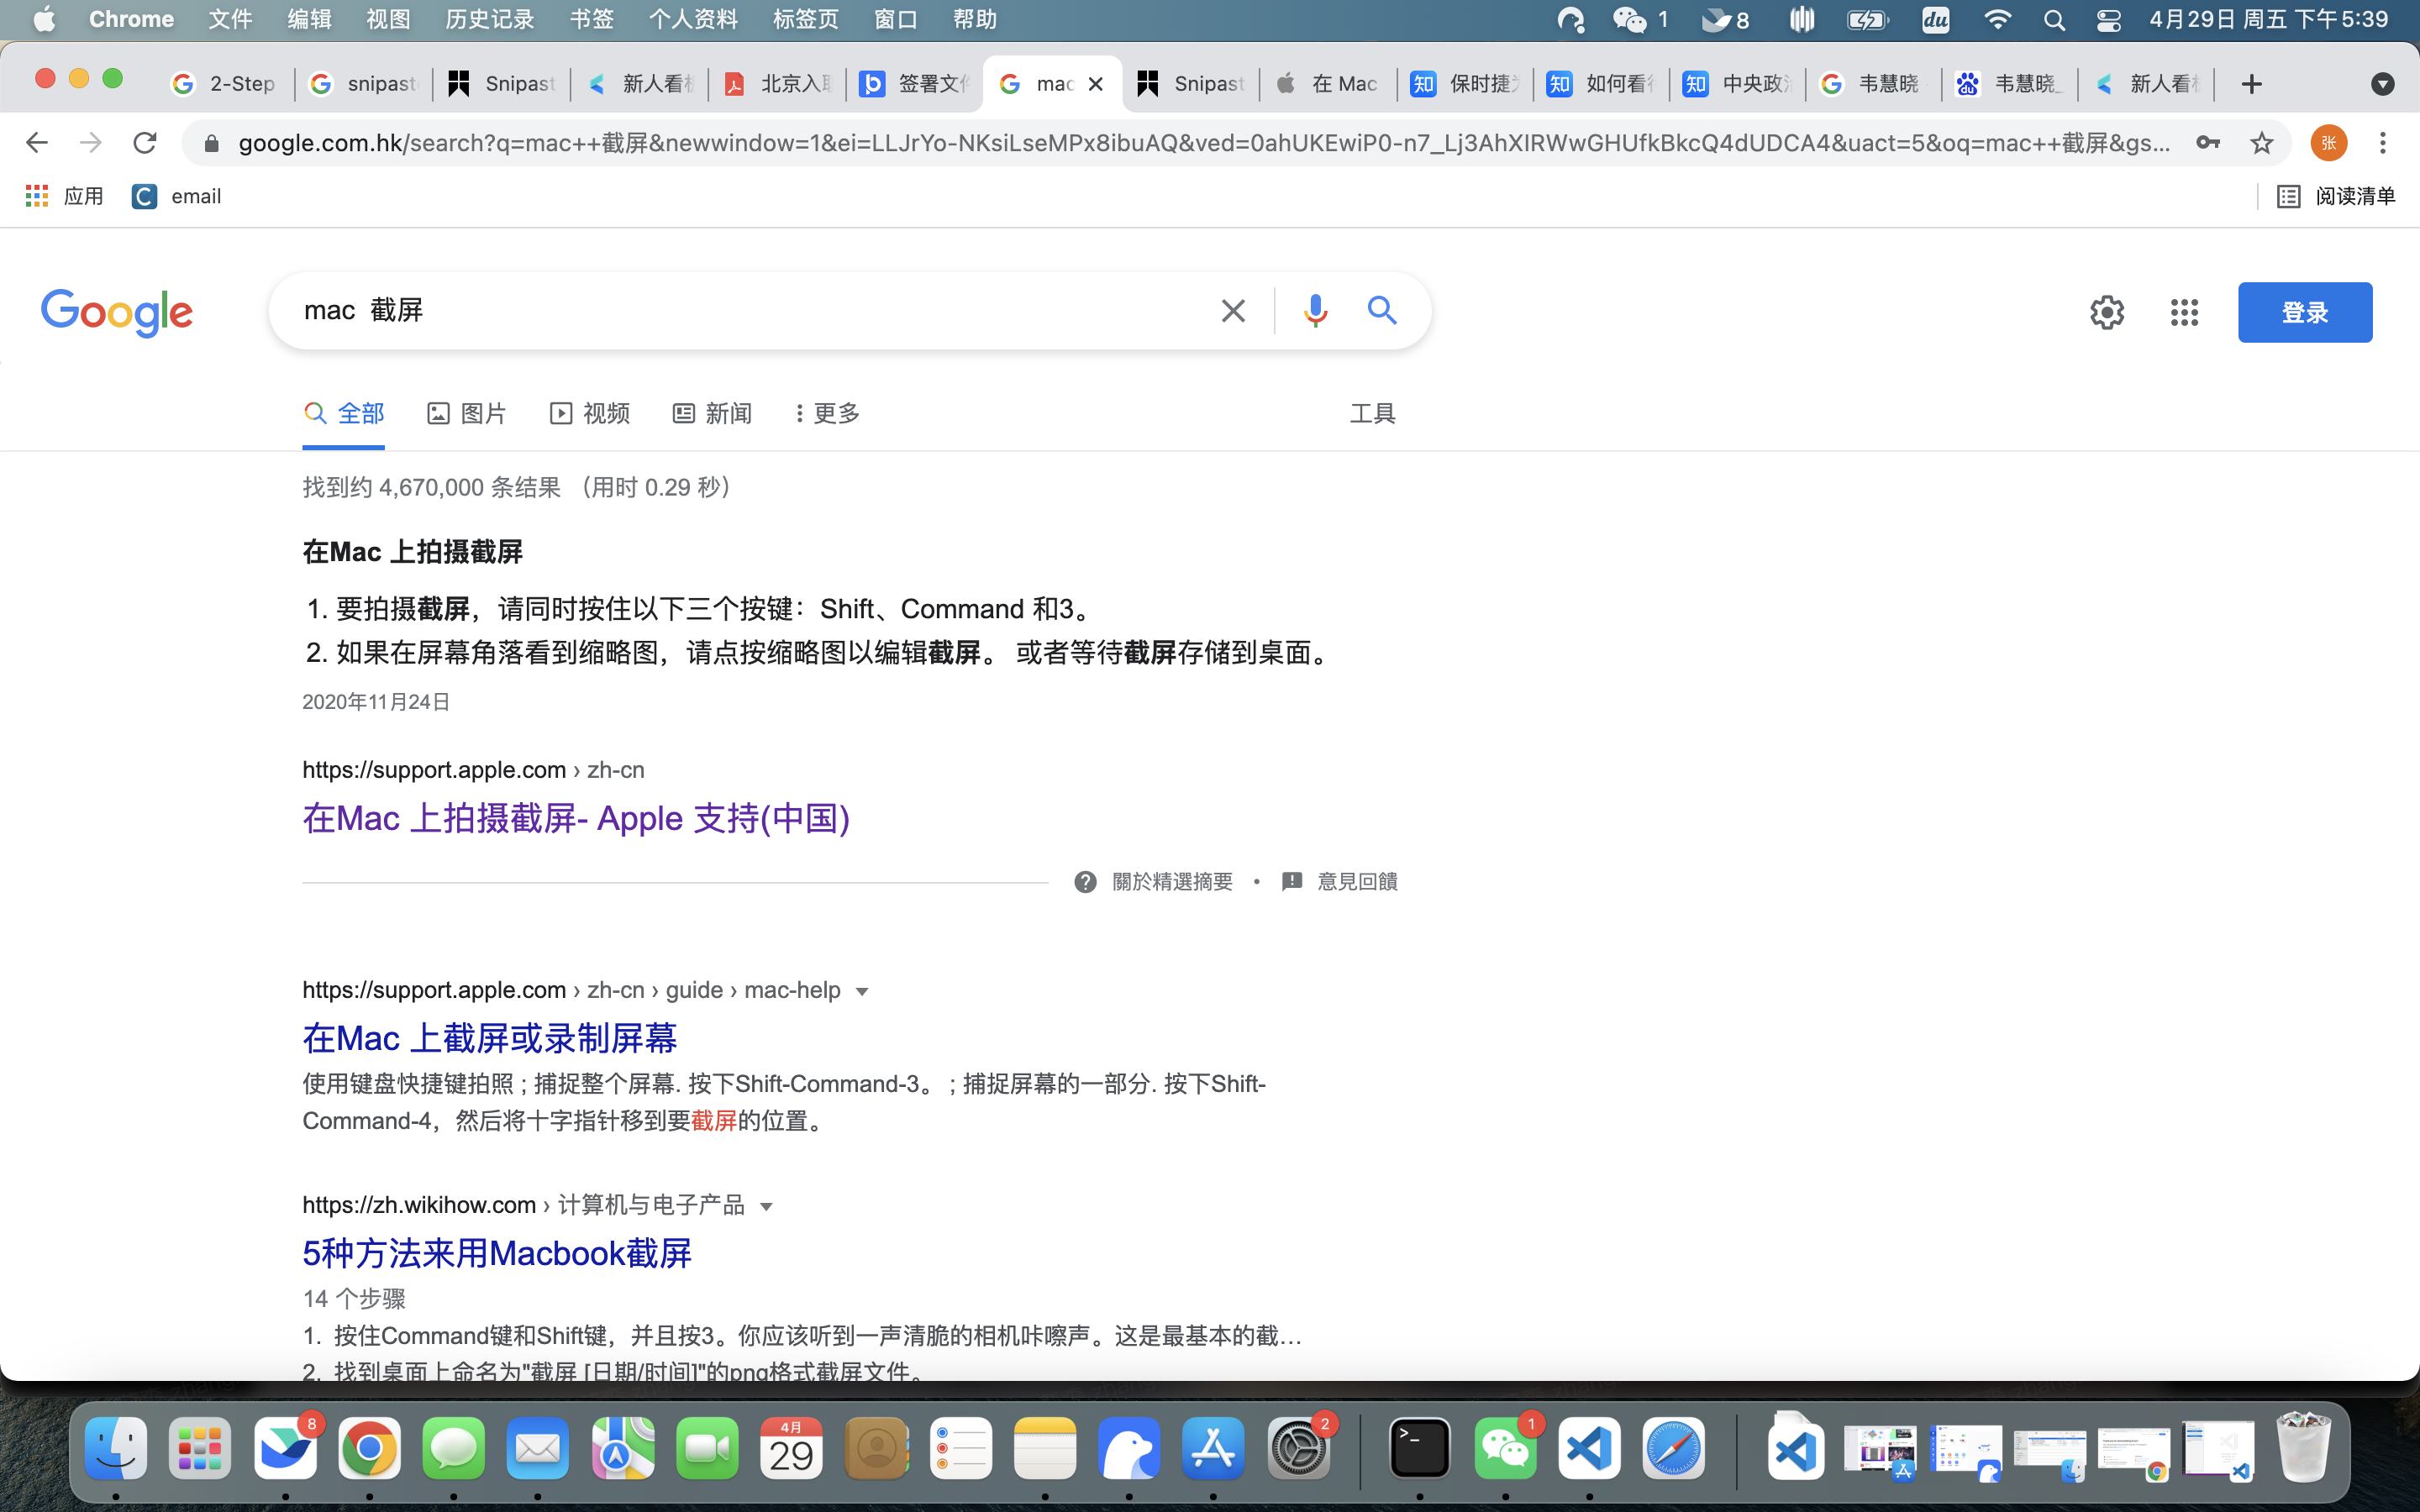 Chrome 文件 编辑 视图 历史记录 书签 个人资料 标签页 窗口 帮助 1 8 du 4月29日 周五 下午5:39
2-Step snipast Snipast 新人看板 北京入职 签署文件 mac Snipast 在 Mac 知 保时捷为 知 如何看待 知 中央政治 韦慧晓 韦慧晓_ 新人看板
google.com.hk/search?q=mac++截屏&newwindow=1&ei=LLJrYo-NKsiLseMPx8ibuAQ&ved=0ahUKEwiP0-n7_Lj3AhXIRWwGHUfkBkcQ4dUDCA4&uact=5&oq=mac++截屏&gs... 张
应用 C email 阅读清单
Google mac 截屏 登录
全部 图片 视频 新闻 更多 工具
找到约 4,670,000 条结果 （用时 0.29 秒）
在Mac 上拍摄截屏
1. 要拍摄截屏，请同时按住以下三个按键：Shift、Command 和3。
2. 如果在屏幕角落看到缩略图，请点按缩略图以编辑截屏。 或者等待截屏存储到桌面。
2020年11月24日
https://support.apple.com › zh-cn
在Mac 上拍摄截屏- Apple 支持(中国)
關於精選摘要 • 意見回饋
https://support.apple.com › zh-cn › guide › mac-help
在Mac 上截屏或录制屏幕
使用键盘快捷键拍照 ; 捕捉整个屏幕. 按下Shift-Command-3。 ; 捕捉屏幕的一部分. 按下Shift-
Command-4，然后将十字指针移到要截屏的位置。
https://zh.wikihow.com › 计算机与电子产品
5种方法来用Macbook截屏
14 个步骤
1. 按住Command键和Shift键，并且按3。你应该听到一声清脆的相机咔嚓声。这是最基本的截...
2. 找到桌面上命名为"截屏 [日期/时间]"的png格式截屏文件。
8 4月 29 2 1